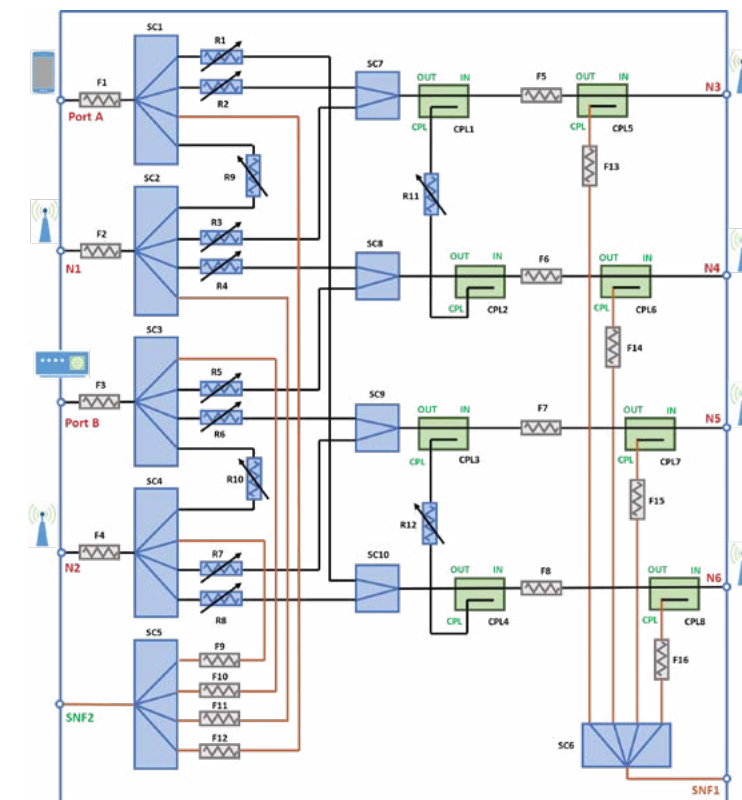 SC1
R1
SC7
OUT IN
F5
OUT IN
N3
F1
Port A
R2
CPL
CPL1
CPL
CPL5
R9
F13
SC2
R11
R3
F2
N1
SC8
OUT IN
F6
OUT IN
N4
R4
CPL
CPL2
CPL
CPL6
SC3
F14
R5
F3
Port B
SC9
OUT IN
F7
OUT IN
N5
R6
CPL
CPL3
CPL
CPL7
R10
SC4
F15
R12
F4
N2
R7
SC10
OUT IN
F8
OUT IN
N6
R8
CPL
CPL4
CPL
CPL8
SC5
F9
F16
F10
SNF2
F11
F12
SC6
SNF1